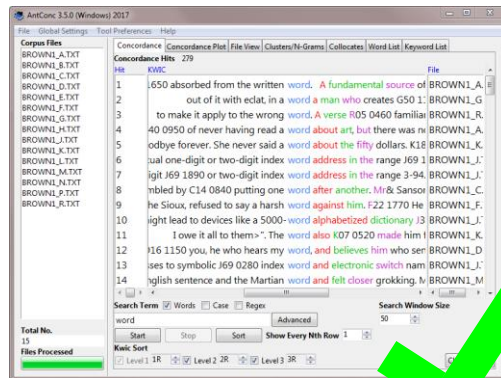 AntConc 3.5.0 (Windows) 2017
File Global Settings Tool Preferences Help
Corpus Files
BROWN1_A.TXT
BROWN1_B.TXT
BROWN1_C.TXT
BROWN1_D.TXT
BROWN1_E.TXT
BROWN1_F.TXT
BROWN1_G.TXT
BROWN1_H.TXT
BROWN1_J.TXT
BROWN1_K.TXT
BROWN1_L.TXT
BROWN1_M.TXT
BROWN1_N.TXT
BROWN1_P.TXT
BROWN1_R.TXT
Total No.
15
Files Processed
Concordance Concordance Plot File View Clusters/N-Grams Collocates Word List Keyword List
Concordance Hits 279
Hit KWIC File
1 1650 absorbed from the written word. A fundamental source of BROWN1_A.
2 out of it with eclat, in a word a man who creates G50 1 BROWN1_G.
3 to make it apply to the wrong word. A verse R05 0460 familiar BROWN1_R.
4 40 0950 of never having read a word about art, but there was n BROWN1_A.
5 odbye forever. She never said a word about the fifty dollars. K18 BROWN1_K.
6 tual one-digit or two-digit index word address in the range J69 1 BROWN1_J.
7 igit J69 1890 or two-digit index word address in the range 3-94. BROWN1_J.
8 mbled by C14 0840 putting one word after another. Mr& Sanso BROWN1_C.
9 he Sioux, refused to say a harsh word against him. F22 1770 He BROWN1_F.
10 ight lead to devices like a 5000- word alphabetized dictionary J3 BROWN1_J.
11 I owe it all to them>". The word also K07 0520 made him BROWN1_K.
12 D16 1150 you, he who hears my word, and believes him who sen BROWN1_D
13 ses to symbolic J69 0280 index word and electronic switch nam BROWN1_J.
14 nglish sentence and the Martian word and felt closer grokking. M BROWN1_M
Search Term Words Case Regex Search Window Size
word Advanced 50
Start Stop Sort Show Every Nth Row 1
Kwic Sort
Level 1 1R Level 2 2R Level 3 3R